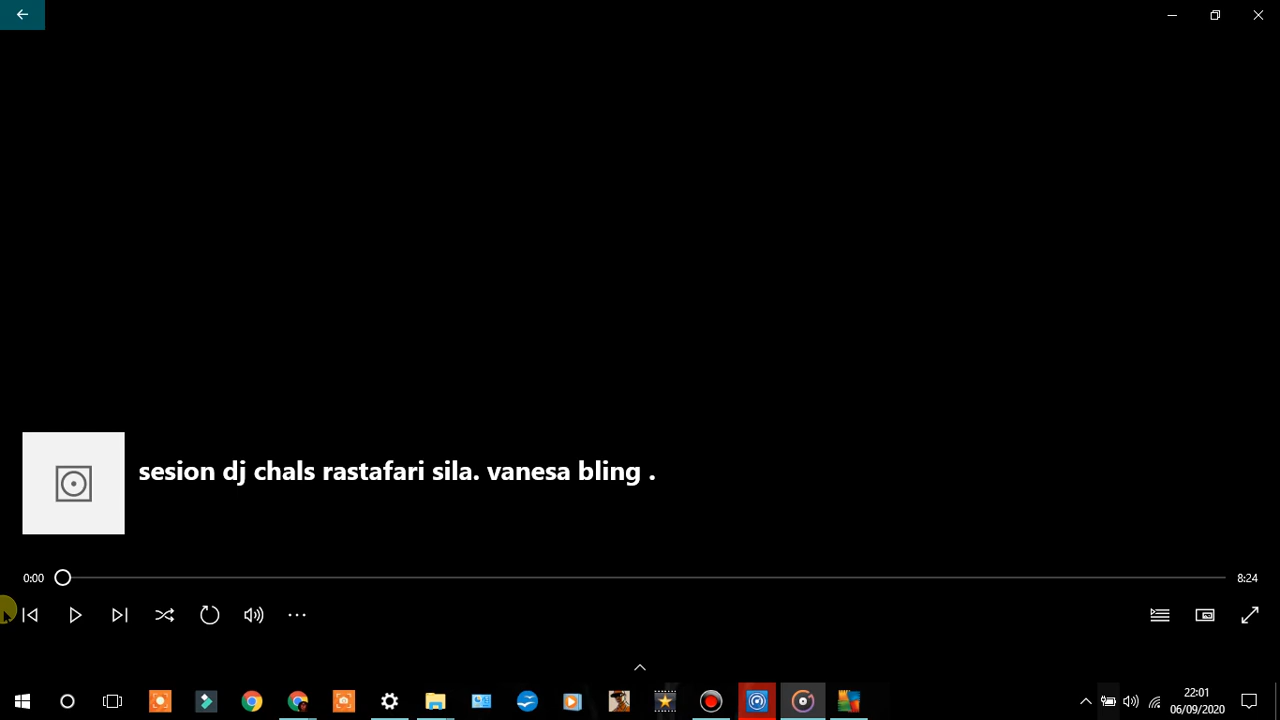 sesion dj chals rastafari sila. vanesa bling .
0:00
8:24
22:01
06/09/2020